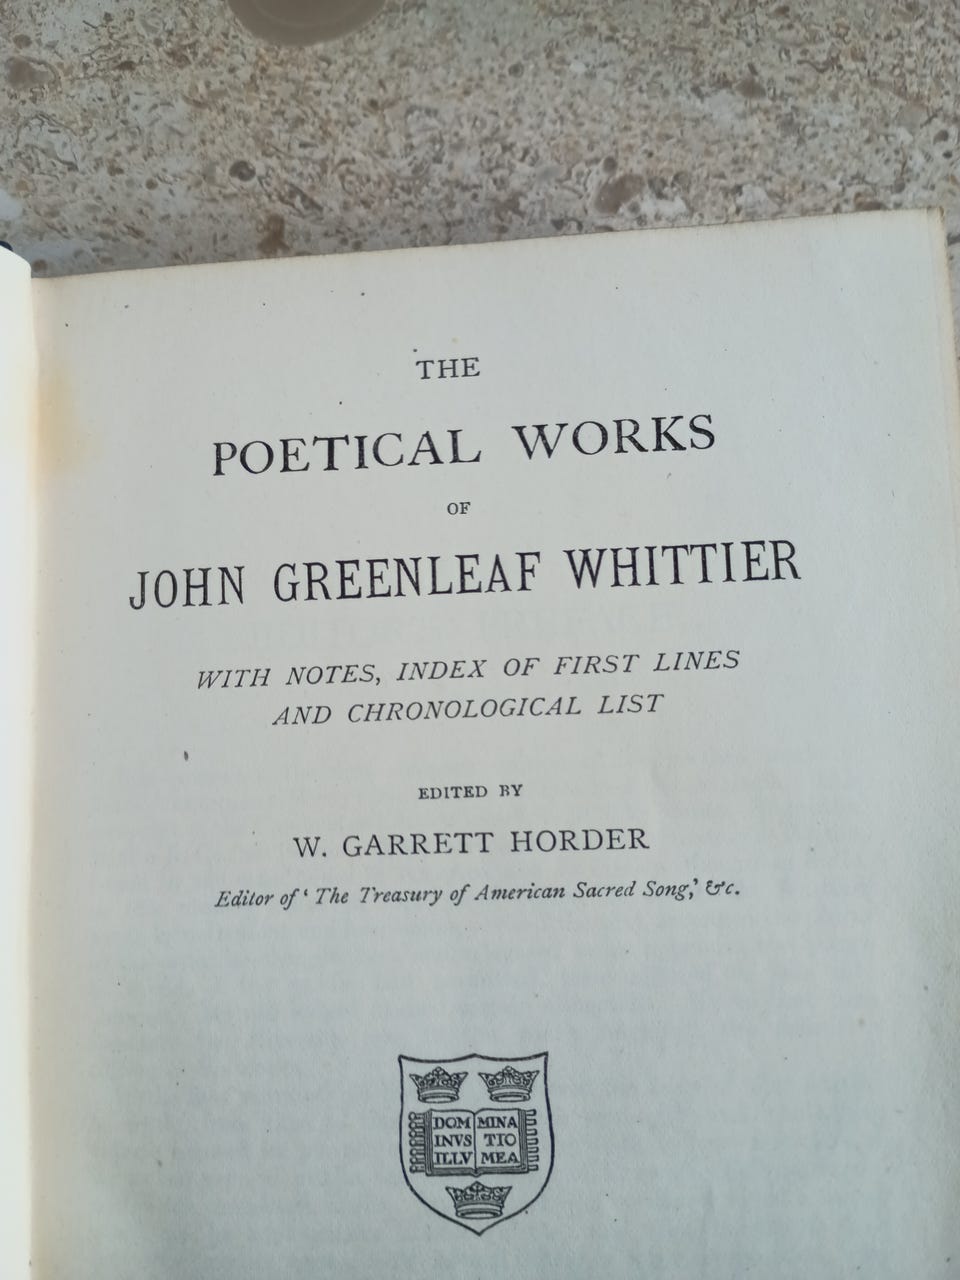 THE
POETICAL WORKS
OF
JOHN GREENLEAF WHITTIER
WITH NOTES, INDEX OF FIRST LINES
AND CHRONOLOGICAL LIST
EDITED BY
W. GARRETT HORDER
Editor of ‘The Treasury of American Sacred Song,’ &c.
DOM MINA
INVS TIO
ILLV MEA